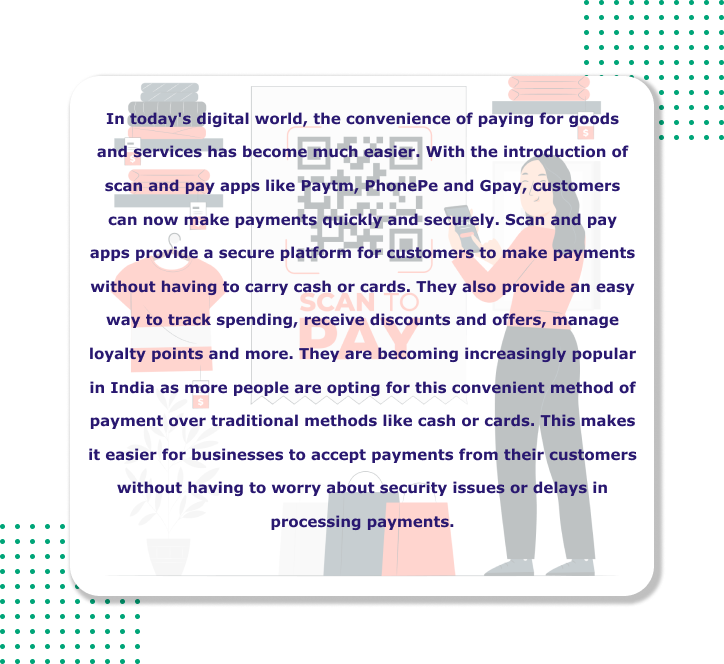 In today's digital world, the convenience of paying for goods
and services has become much easier. With the introduction of
scan and pay apps like Paytm, PhonePe and Gpay, customers
can now make payments quickly and securely. Scan and pay
apps provide a secure platform for customers to make payments
without having to carry cash or cards. They also provide an easy
SCAN TO
way to track spending, receive discounts and offers, manage
PAY
loyalty points and more. They are becoming increasingly popular
in India as more people are opting for this convenient method of
payment over traditional methods like cash or cards. This makes
it easier for businesses to accept payments from their customers
without having to worry about security issues or delays in
processing payments.